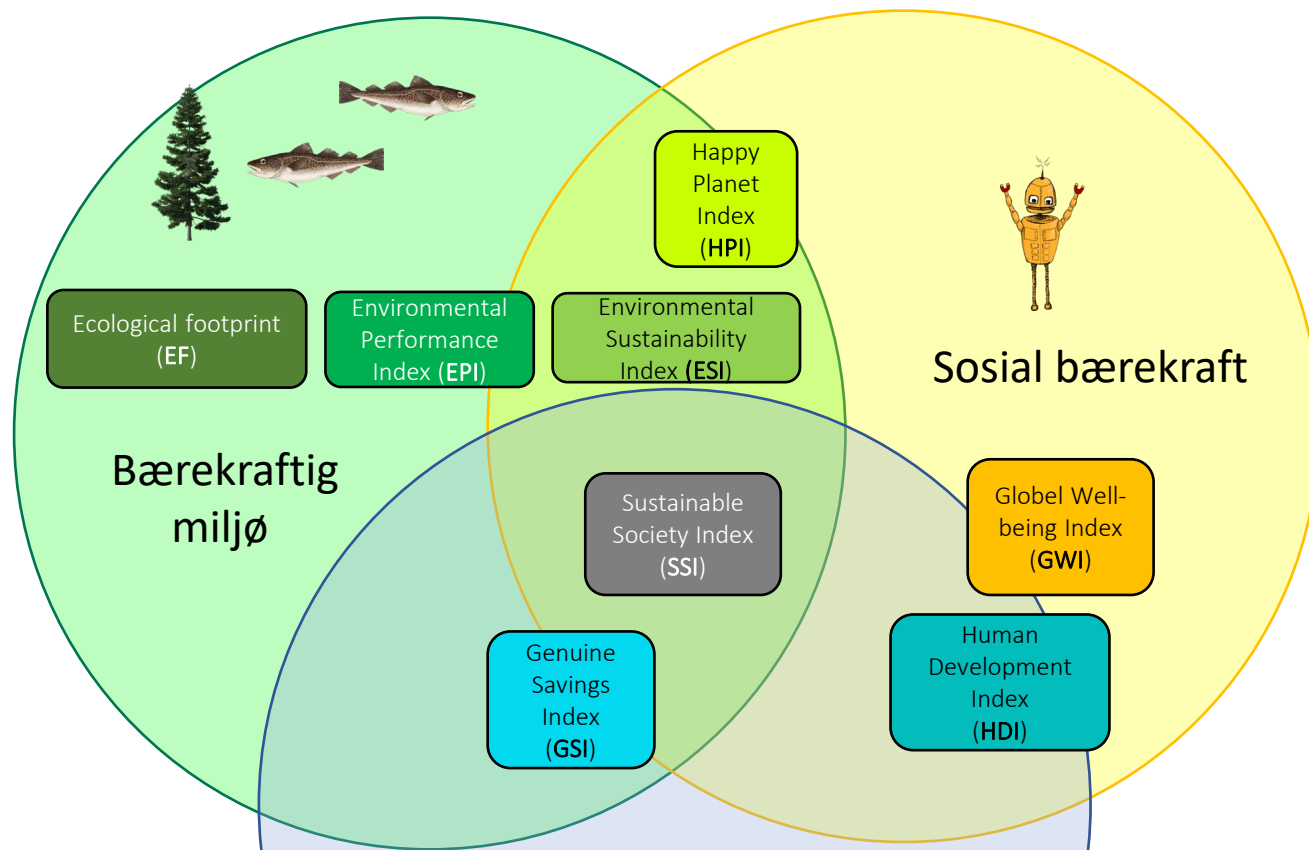 Happy
Planet
Index
(HPI)
Ecological footprint
(EF)
Environmental
Performance
Index (EPI)
Environmental
Sustainability
Index (ESI)
Sosial bærekraft
Bærekraftig
miljø
Sustainable
Society Index
(SSI)
Globel Well-
being Index
(GWI)
Genuine
Savings
Index
(GSI)
Human
Development
Index
(HDI)